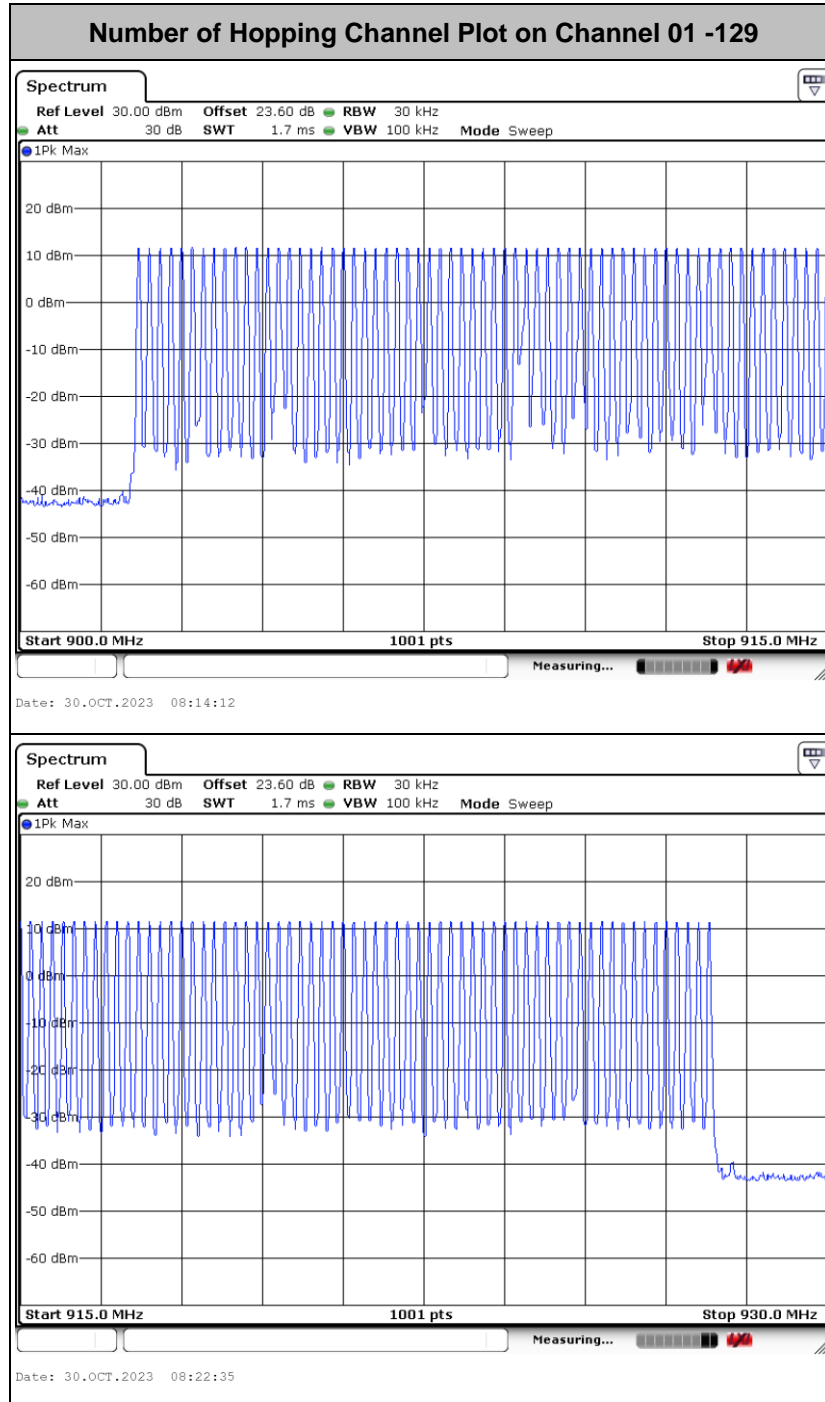 Number of Hopping Channel Plot on Channel 01 -129
Spectrum
Ref Level 30.00 dBm Offset 23.60 dB RBW 30 kHz
Att 30 dB SWT 1.7 ms VBW 100 kHz Mode Sweep
1Pk Max
20 dBm
10 dBm
0 dBm
-10 dBm
-20 dBm
-30 dBm
-40 dBm
-50 dBm
-60 dBm
Start 900.0 MHz 1001 pts Stop 915.0 MHz
Measuring...
Date: 30.OCT.2023 08:14:12
Spectrum
Ref Level 30.00 dBm Offset 23.60 dB RBW 30 kHz
Att 30 dB SWT 1.7 ms VBW 100 kHz Mode Sweep
1Pk Max
20 dBm
10 dBm
0 dBm
-10 dBm
-20 dBm
-30 dBm
-40 dBm
-50 dBm
-60 dBm
Start 915.0 MHz 1001 pts Stop 930.0 MHz
Measuring...
Date: 30.OCT.2023 08:22:35